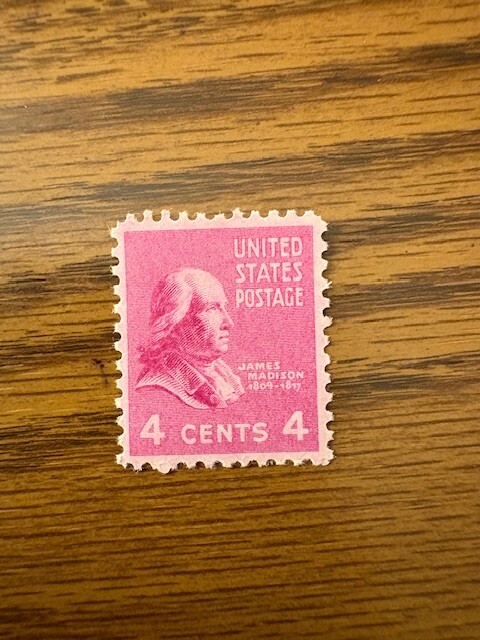 UNITED
STATES
POSTAGE
JAMES
MADISON
1809-1817
4 CENTS 4